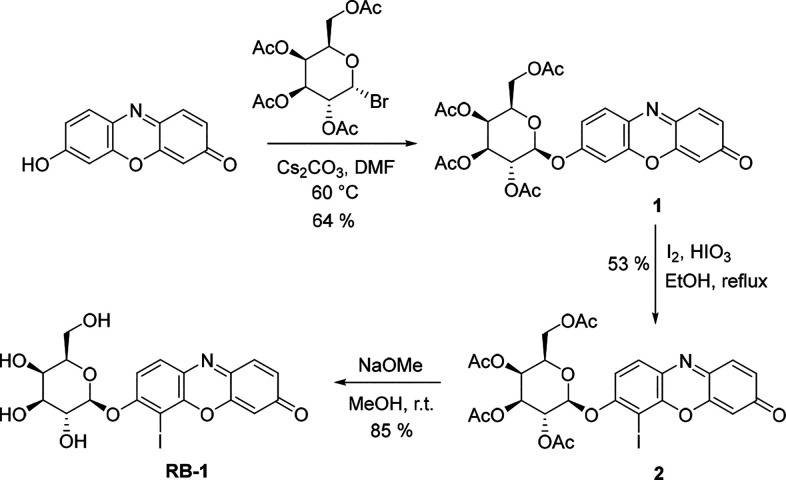 OAc
AcO
O
AcO
Br
OAc
N
HO
O
O
Cs₂CO₃, DMF
60 °C
64 %
OAc
AcO
O
N
AcO
O
O
O
OAc
1
53 %
I₂, HIO₃
EtOH, reflux
OH
HO
O
N
HO
O
O
O
OH
I
RB-1
NaOMe
MeOH, r.t.
85 %
OAc
AcO
O
N
AcO
O
O
O
OAc
I
2